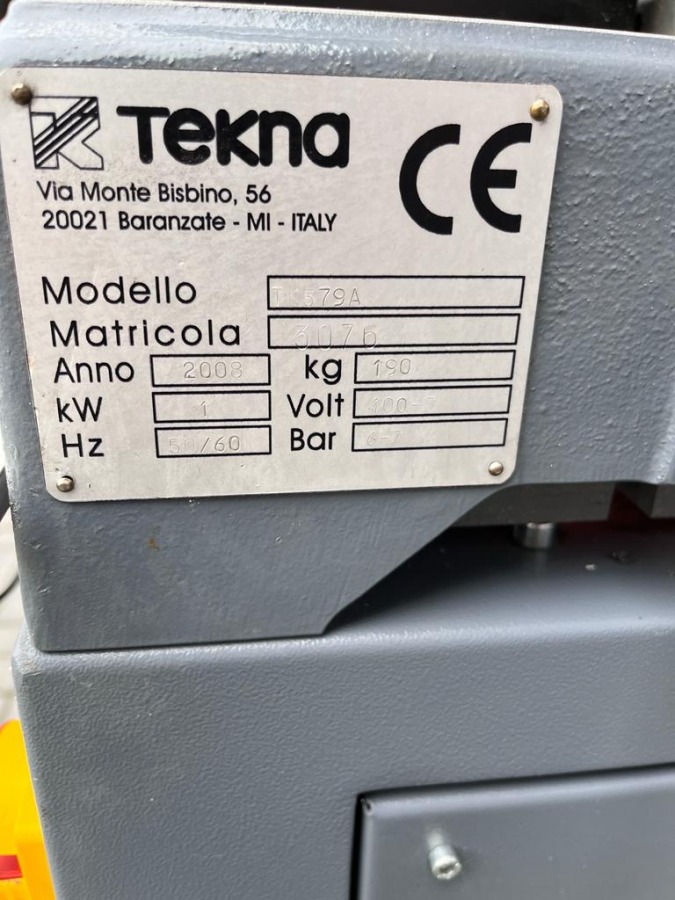 TEKNA
CE
Via Monte Bisbino, 56
20021 Baranzate - MI - ITALY
Modello
Matricola
Anno 2008 kg 190
kW 1 Volt
Hz 50/60 Bar